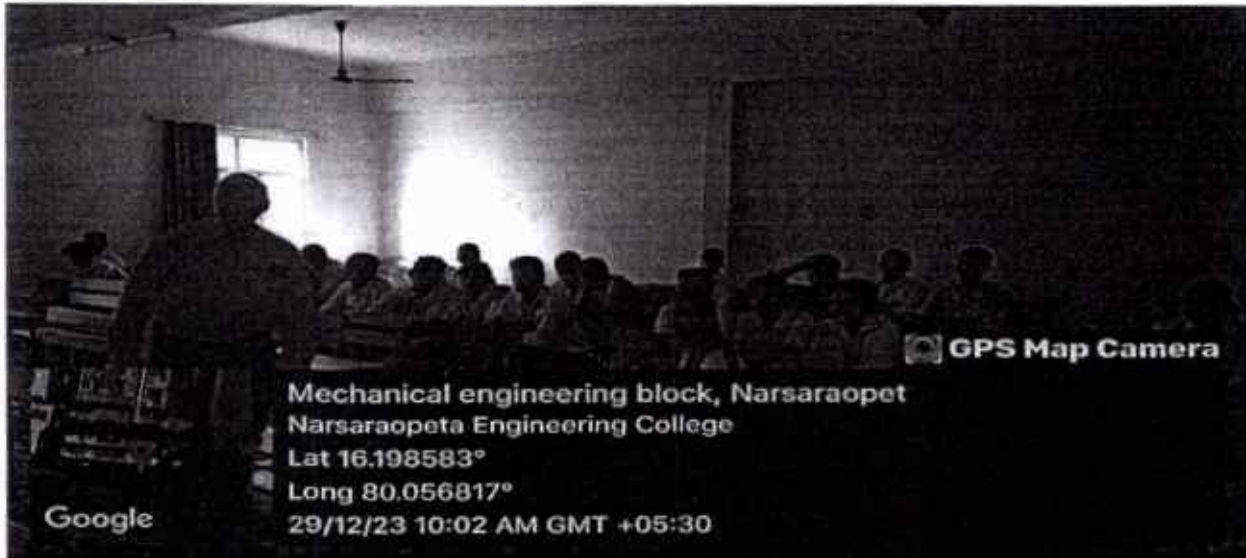 GPS Map Camera
Mechanical engineering block, Narsaraopet
Narsaraopeta Engineering College
Lat 16.198583°
Long 80.056817°
29/12/23 10:02 AM GMT +05:30
Google